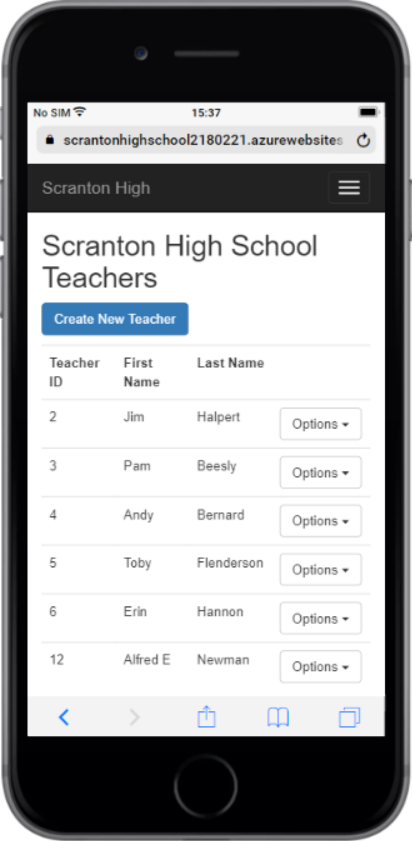 No SIM 15:37
scrantonhighschool2180221.azurewebsites
Scranton High
Scranton High School
Teachers
Create New Teacher
Teacher ID First Name Last Name
2 Jim Halpert Options
3 Pam Beesly Options
4 Andy Bernard Options
5 Toby Flenderson Options
6 Erin Hannon Options
12 Alfred E Newman Options